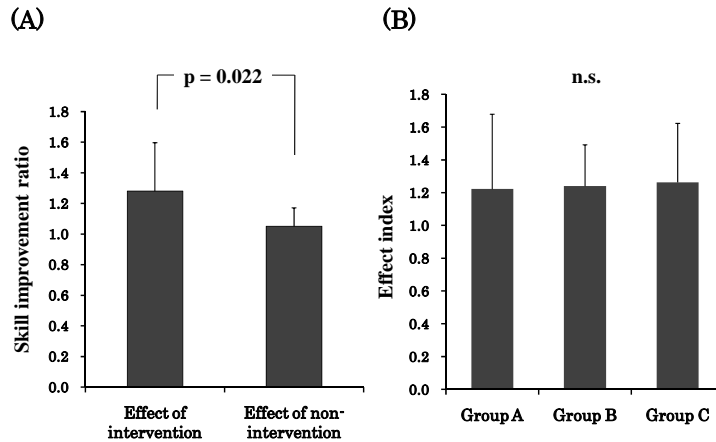 (A)
p = 0.022
Skill improvement ratio
1.8
1.6
1.4
1.2
1.0
0.8
0.6
0.4
0.2
0.0
Effect of
intervention
Effect of non-
intervention
(B)
n.s.
Effect index
1.8
1.6
1.4
1.2
1.0
0.8
0.6
0.4
0.2
0.0
Group A
Group B
Group C